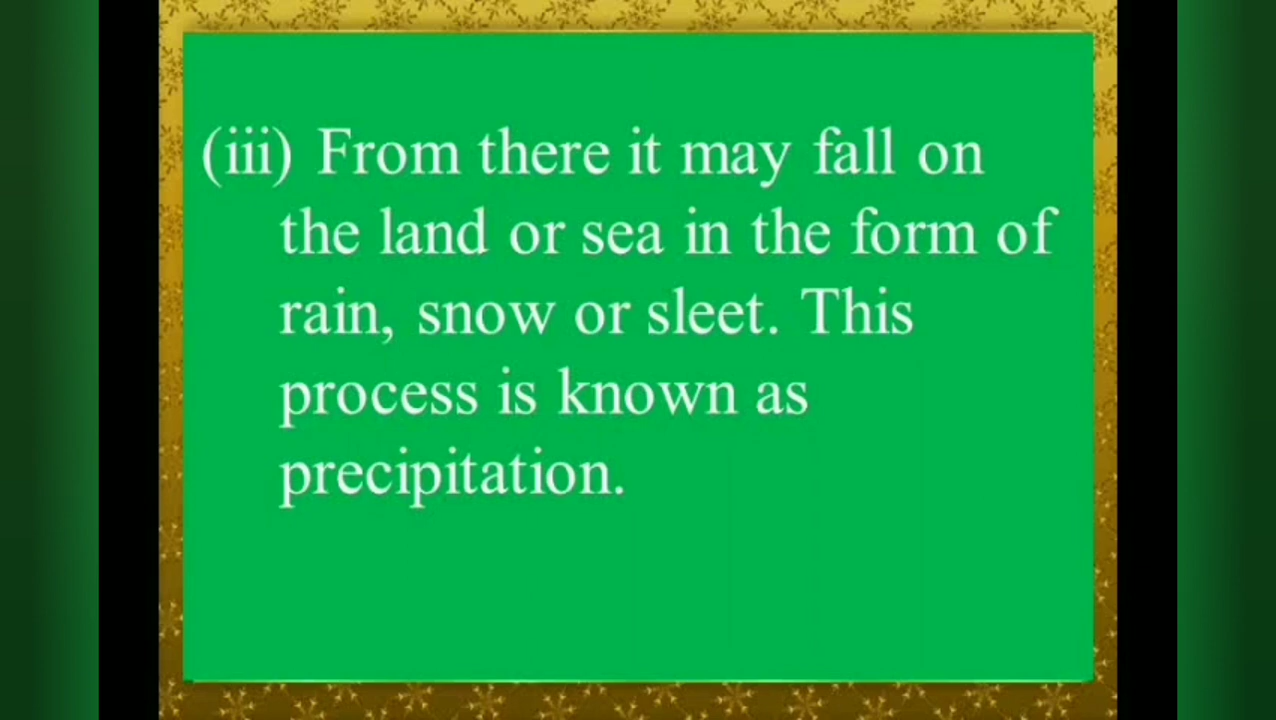 (iii) From there it may fall on
the land or sea in the form of
rain, snow or sleet. This
process is known as
precipitation.